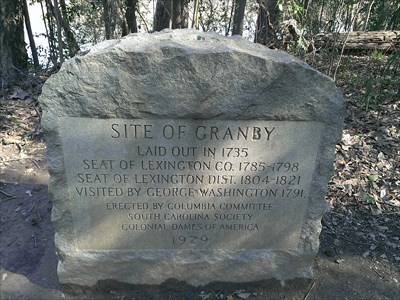 SITE OF GRANBY
LAID OUT IN 1735
SEAT OF LEXINGTON CO. 1785-1798
SEAT OF LEXINGTON DIST. 1804-1821
VISITED BY GEORGE WASHINGTON 1791
ERECTED BY COLUMBIA COMMITTEE
SOUTH CAROLINA SOCIETY
COLONIAL DAMES OF AMERICA
1929